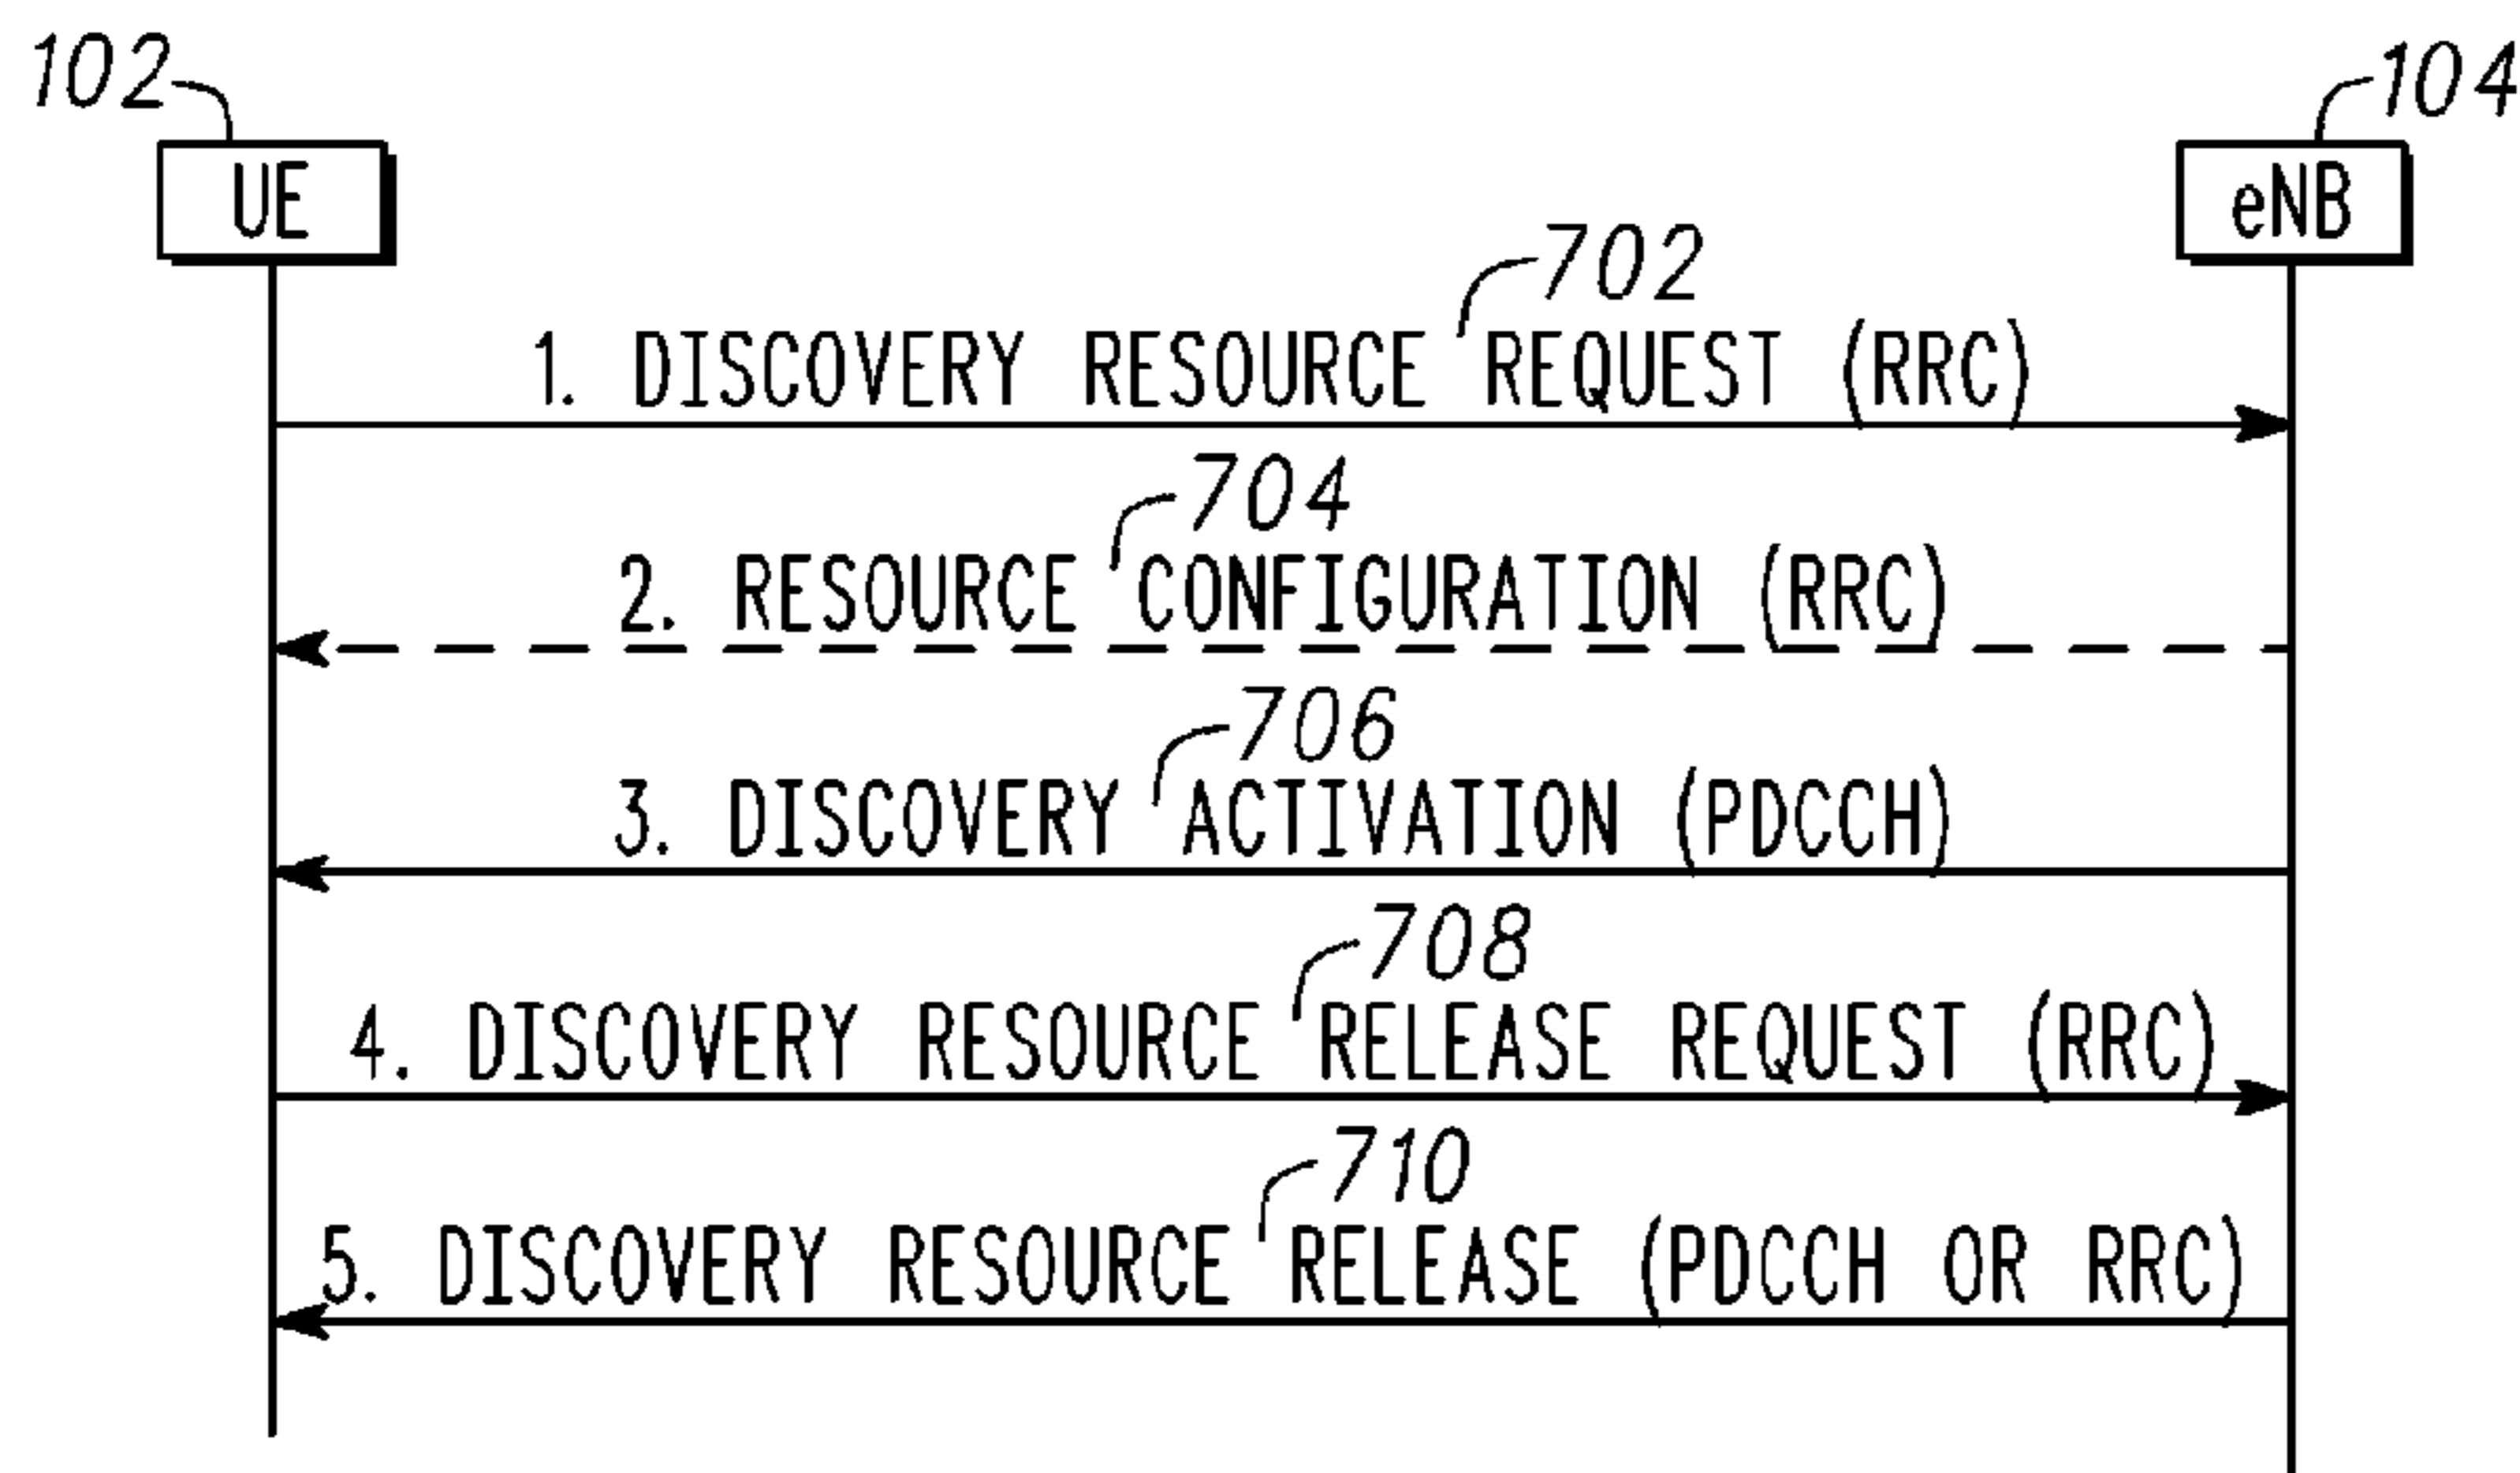 102
104
UE
eNB
702
1. DISCOVERY RESOURCE REQUEST (RRC)
704
2. RESOURCE CONFIGURATION (RRC)
706
3. DISCOVERY ACTIVATION (PDCCH)
708
4. DISCOVERY RESOURCE RELEASE REQUEST (RRC)
710
5. DISCOVERY RESOURCE RELEASE (PDCCH OR RRC)